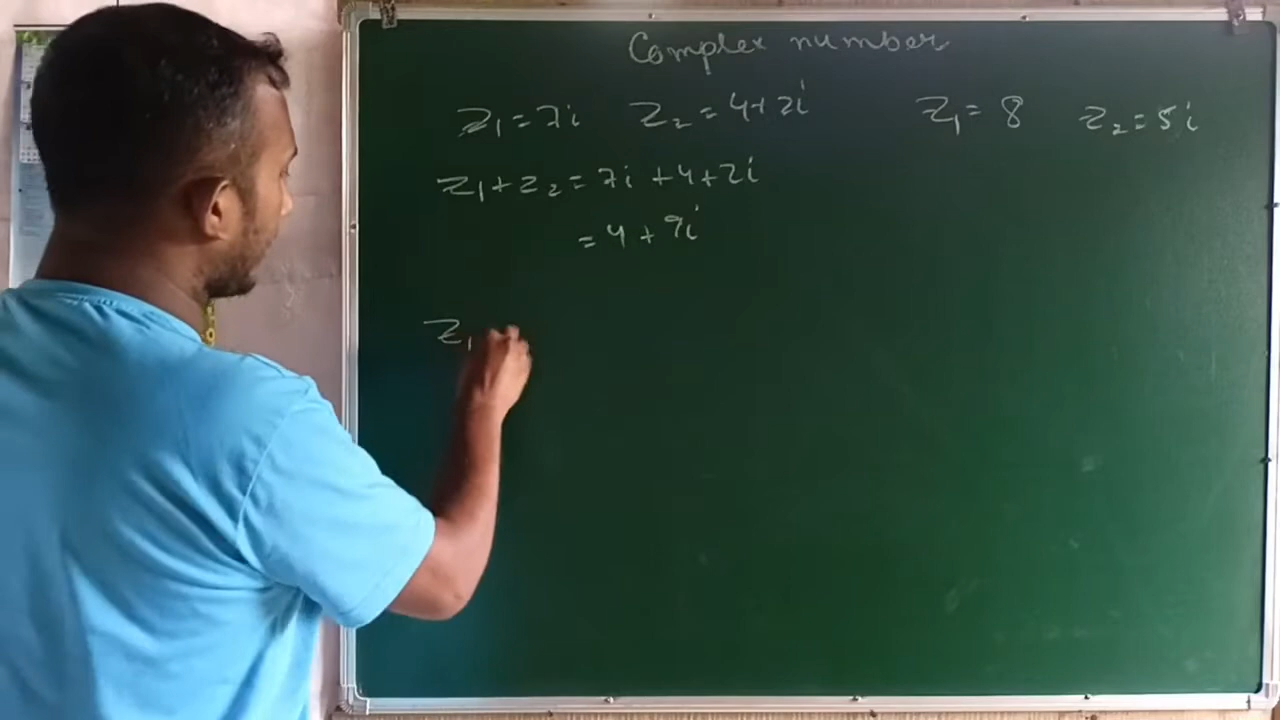 Complex number
Z₁ = 7i Z₂ = 4+2i Z₁ = 8 Z₂ = 5i
Z₁+Z₂ = 7i +4+2i
= 4 + 9i
Z₁